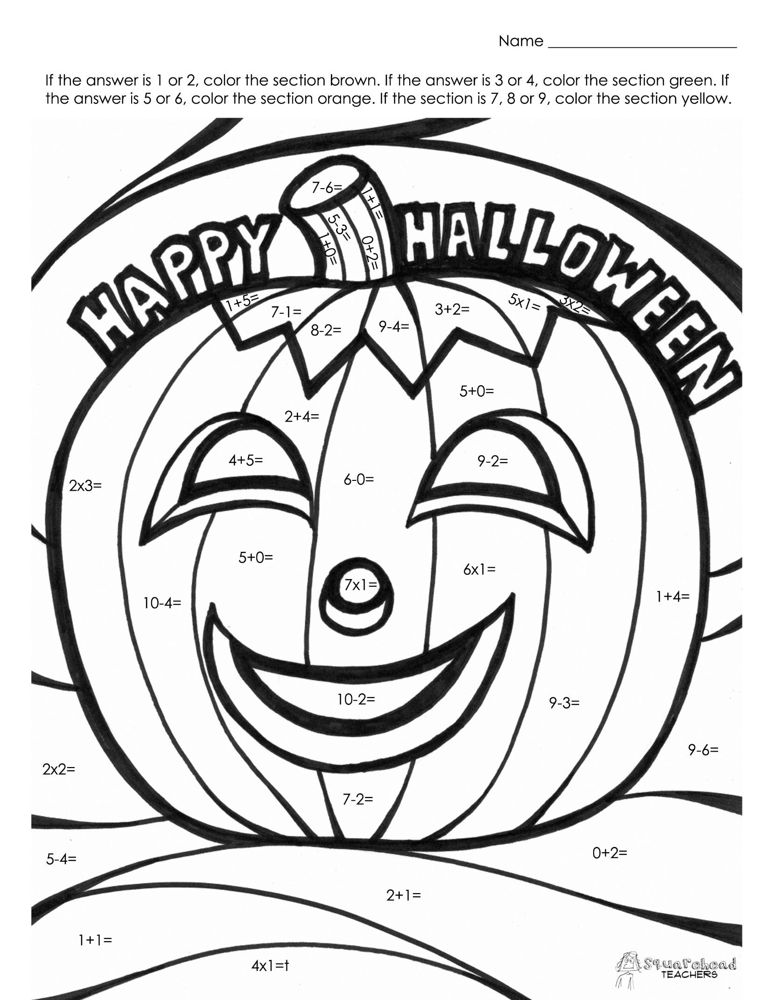 Name
If the answer is 1 or 2, color the section brown. If the answer is 3 or 4, color the section green. If
the answer is 5 or 6, color the section orange. If the section is 7, 8 or 9, color the section yellow.
HAPPY HALLOWEEN
7-6=
1+1=
5-3=
1+0=
0+2=
1+5=
7-1=
8-2=
9-4=
3+2=
5x1=
3x2=
5+0=
2+4=
4+5=
9-2=
6-0=
2x3=
5+0=
6x1=
7x1=
10-4=
1+4=
10-2=
9-3=
9-6=
2x2=
7-2=
5-4=
0+2=
2+1=
1+1=
4x1=t
Squarehead
TEACHERS